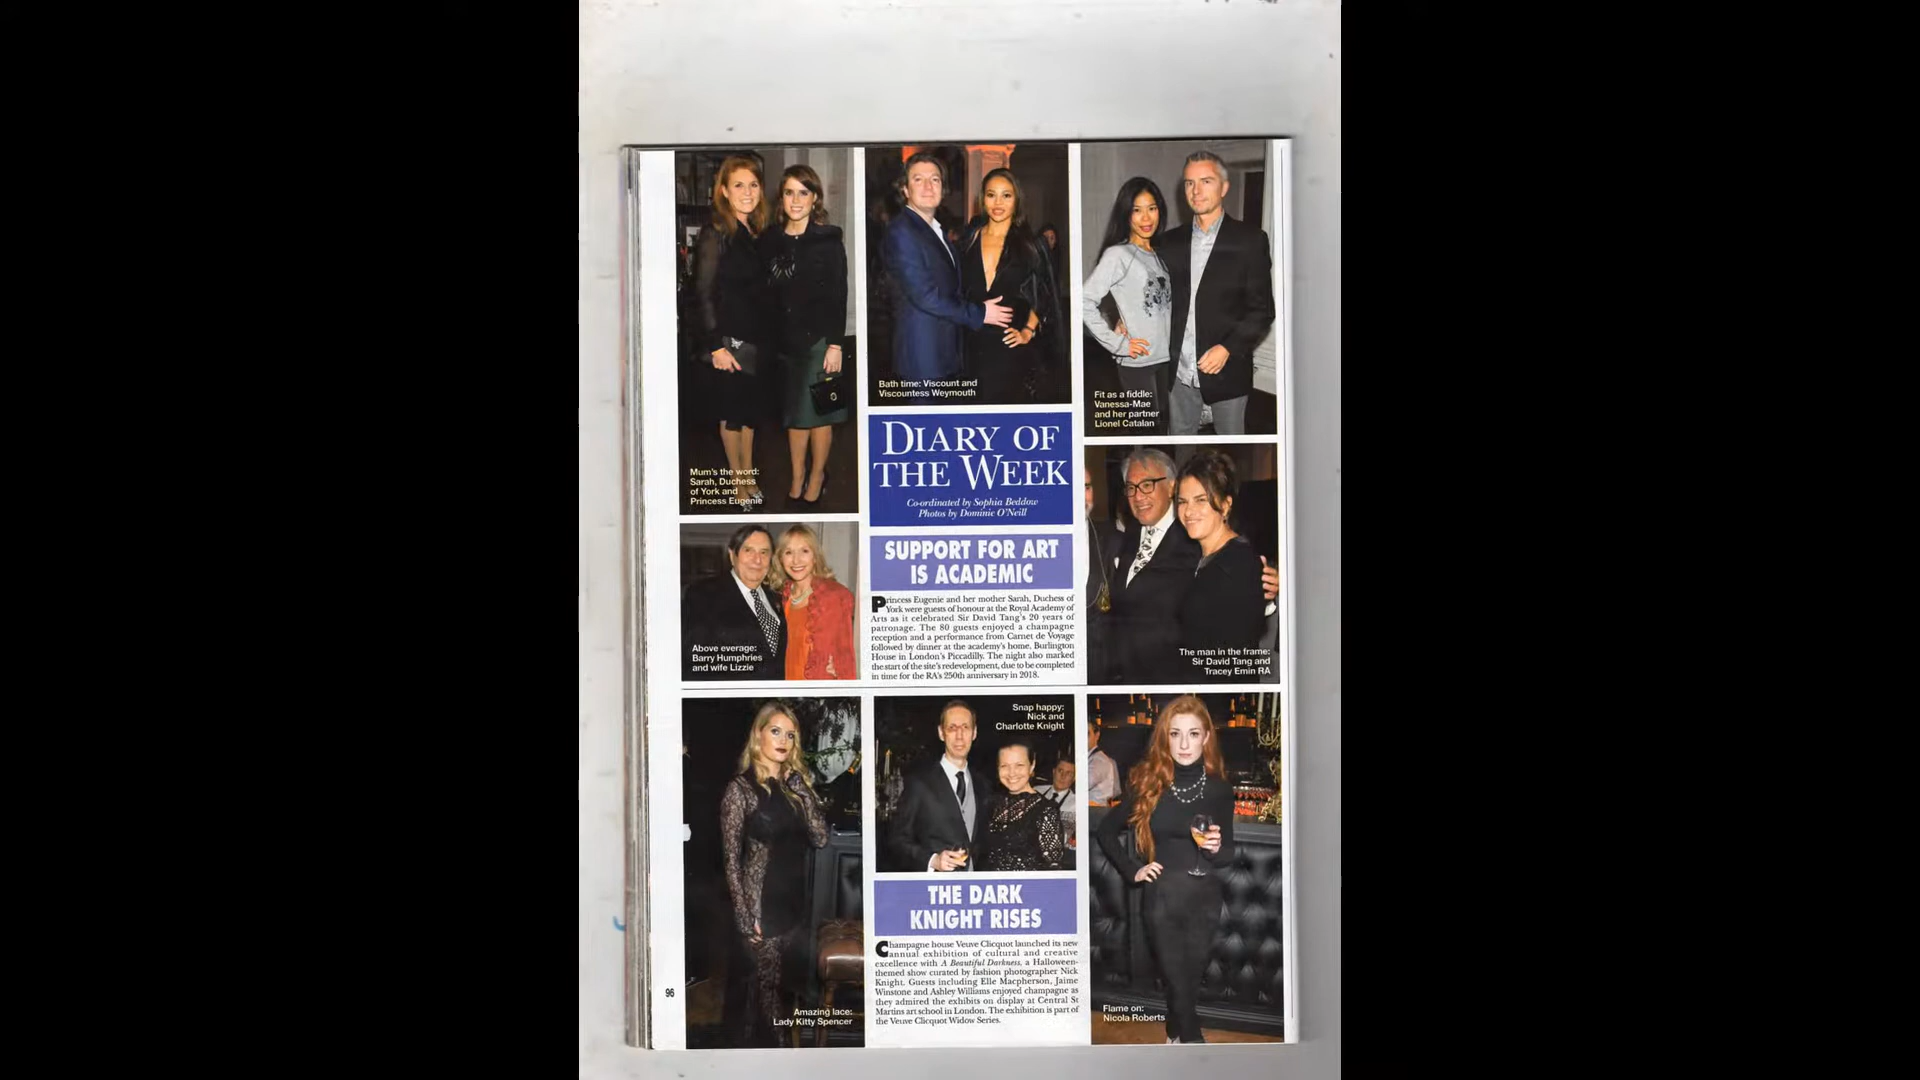 Mum's the word:
Sarah, Duchess
of York and
Princess Eugenie
Bath time: Viscount and
Viscountess Weymouth
Fit as a fiddle:
Vanessa-Mae
and her partner
Lionel Catalan
DIARY OF
THE WEEK
Co-ordinated by Sophia Beddow
Photos by Dominic O'Neill
Above everage:
Barry Humphries
and wife Lizzie
SUPPORT FOR ART
IS ACADEMIC
Princess Eugenie and her mother Sarah, Duchess of
York were guests of honour at the Royal Academy of
Arts as it celebrated Sir David Tang's 20 years of
patronage. The 80 guests enjoyed a champagne
reception and a performance from Carnet de Voyage
followed by dinner at the academy's home, Burlington
House in London's Piccadilly. The night also marked
the start of the site's redevelopment, due to be completed
in time for the RA's 250th anniversary in 2018.
The man in the frame:
Sir David Tang and
Tracey Emin RA
Amazing lace:
Lady Kitty Spencer
Snap happy:
Nick and
Charlotte Knight
THE DARK
KNIGHT RISES
Champagne house Veuve Clicquot launched its new
annual exhibition of cultural and creative
excellence with A Beautiful Darkness, a Halloween-
themed show curated by fashion photographer Nick
Knight. Guests including Elle Macpherson, Jaime
Winstone and Ashley Williams enjoyed champagne as
they admired the exhibits on display at Central St
Martins art school in London. The exhibition is part of
the Veuve Clicquot Widow Series.
Flame on:
Nicola Roberts
96